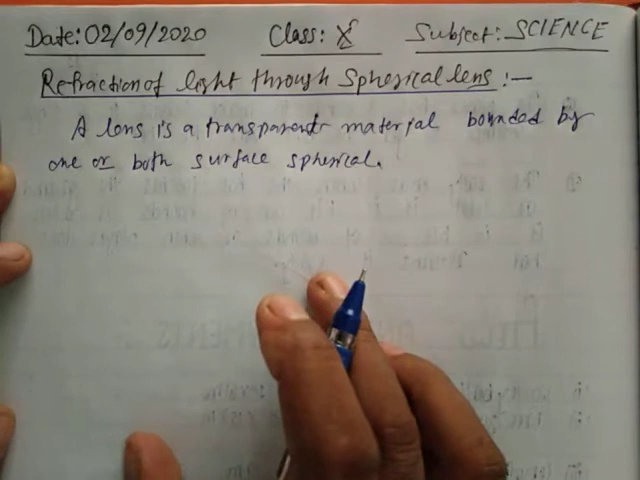 Date: 02/09/2020 Class: X Subject: SCIENCE
Refraction of light through Spherical lens :-
A lens is a transparent material bounded by
one or both surface spherical.